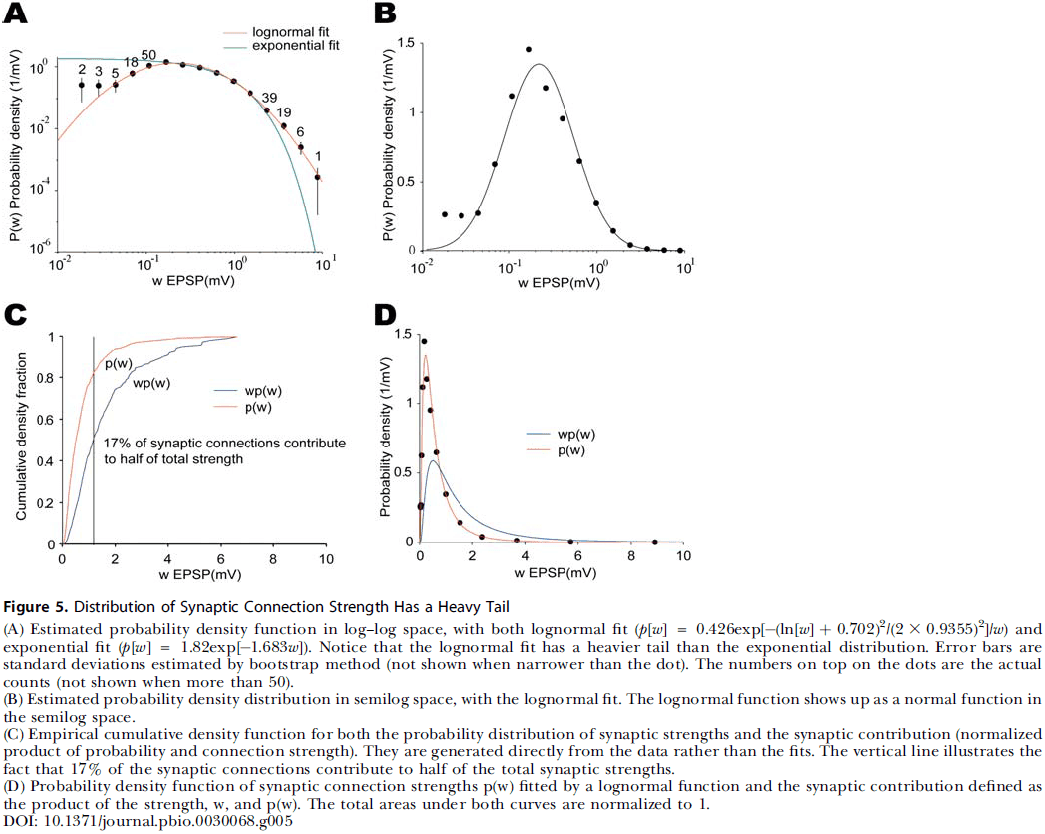 A
lognormal fit
exponential fit
P(w) Probability density (1/mV)
10^0
10^-2
10^-4
10^-6
2 3 5 18 50 39 19 6 1
10^-2 10^-1 10^0 10^1
w EPSP(mV)
B
P(w) Probability density (1/mV)
1.5
1
0.5
0
10^-2 10^-1 10^0 10^1
w EPSP(mV)
C
Cumulative density fraction
1
0.8
0.6
0.4
0.2
0
p(w)
wp(w)
wp(w)
p(w)
17% of synaptic connections contribute
to half of total strength
0 2 4 6 8 10
w EPSP(mV)
D
Probability density (1/mV)
1.5
1
0.5
0
wp(w)
p(w)
0 2 4 6 8 10
w EPSP(mV)
Figure 5. Distribution of Synaptic Connection Strength Has a Heavy Tail
(A) Estimated probability density function in log–log space, with both lognormal fit (p[w] = 0.426exp[−(ln[w] + 0.702)²/(2 × 0.9355)²]/w) and
exponential fit (p[w] = 1.82exp[−1.683w]). Notice that the lognormal fit has a heavier tail than the exponential distribution. Error bars are
standard deviations estimated by bootstrap method (not shown when narrower than the dot). The numbers on top on the dots are the actual
counts (not shown when more than 50).
(B) Estimated probability density distribution in semilog space, with the lognormal fit. The lognormal function shows up as a normal function in
the semilog space.
(C) Empirical cumulative density function for both the probability distribution of synaptic strengths and the synaptic contribution (normalized
product of probability and connection strength). They are generated directly from the data rather than the fits. The vertical line illustrates the
fact that 17% of the synaptic connections contribute to half of the total synaptic strengths.
(D) Probability density function of synaptic connection strengths p(w) fitted by a lognormal function and the synaptic contribution defined as
the product of the strength, w, and p(w). The total areas under both curves are normalized to 1.
DOI: 10.1371/journal.pbio.0030068.g005